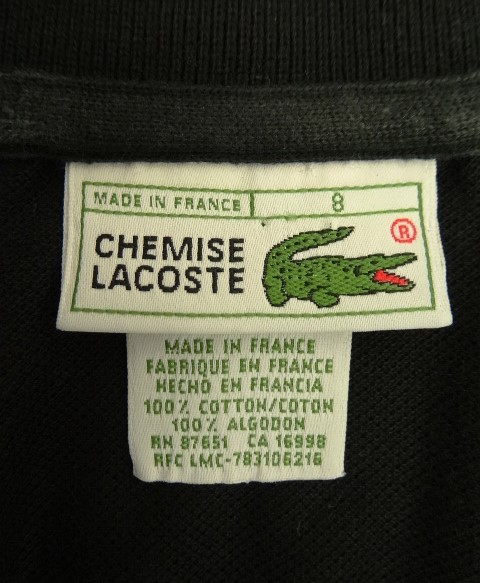 MADE IN FRANCE 8
CHEMISE
LACOSTE
®
MADE IN FRANCE
FABRIQUE EN FRANCE
HECHO EN FRANCIA
100% COTTON/COTON
100% ALGODON
RN 87651 CA 16998
RFC LMC-783106216